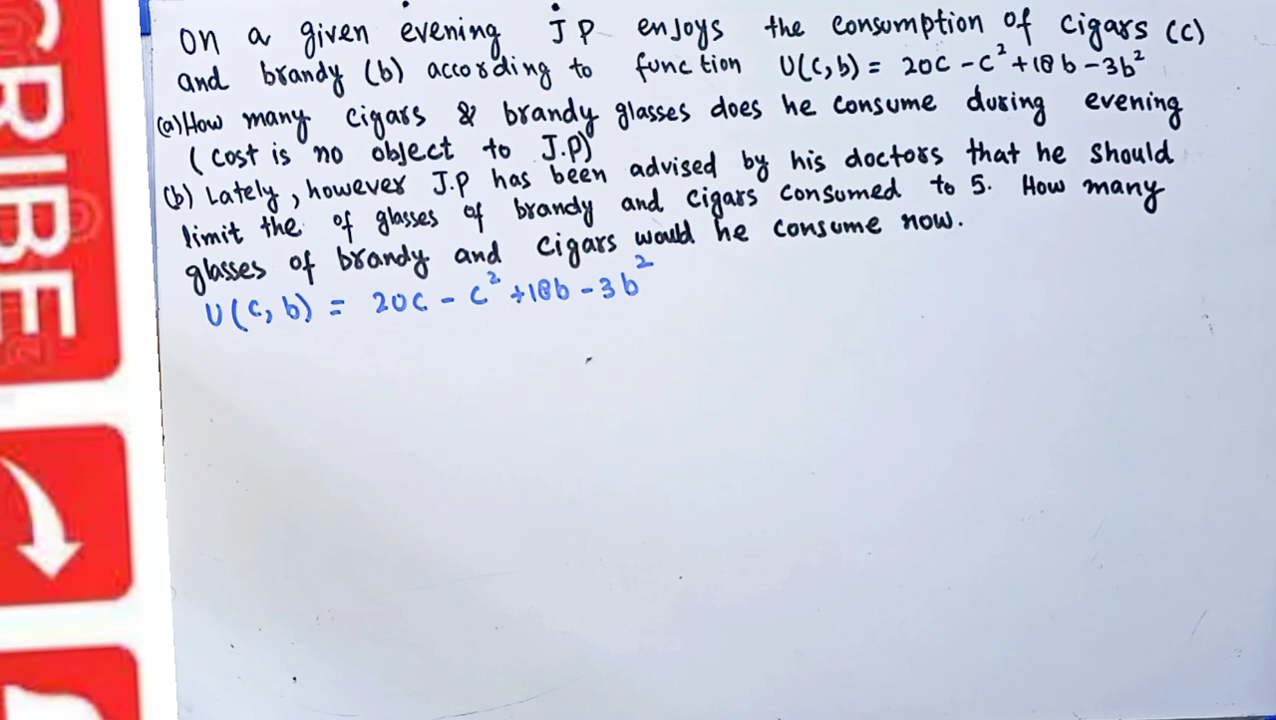 CRIBE
on a given evening J P enjoys the consumption of cigars (c)
and brandy (b) according to function U(c,b) = 20c - c² + 18b - 3b²
(a) How many cigars & brandy glasses does he consume during evening
(cost is no object to J.P)
(b) Lately, however J.P has been advised by his doctors that he should
limit the of glasses of brandy and cigars consumed to 5. How many
glasses of brandy and cigars would he consume now.
U(c, b) = 20c - c² + 18b - 3b²